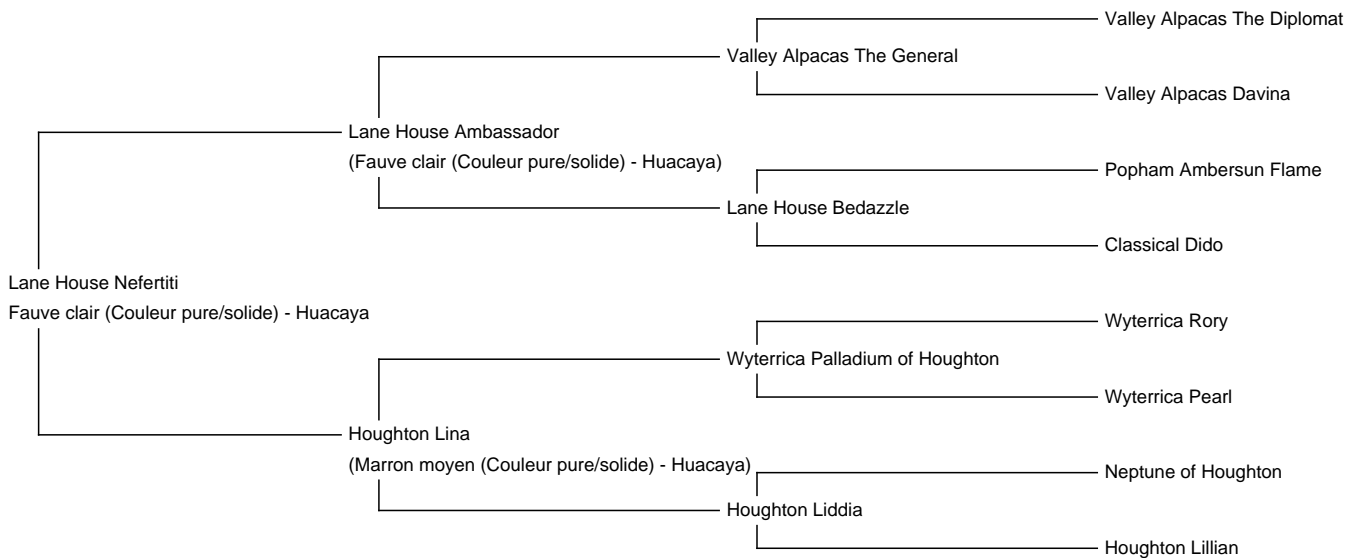 Valley Alpacas The Diplomat
Valley Alpacas The General
Valley Alpacas Davina
Lane House Ambassador
(Fauve clair (Couleur pure/solide) - Huacaya)
Popham Ambersun Flame
Lane House Bedazzle
Classical Dido
Lane House Nefertiti
Fauve clair (Couleur pure/solide) - Huacaya
Wyterrica Rory
Wyterrica Palladium of Houghton
Wyterrica Pearl
Houghton Lina
(Marron moyen (Couleur pure/solide) - Huacaya)
Neptune of Houghton
Houghton Liddia
Houghton Lillian